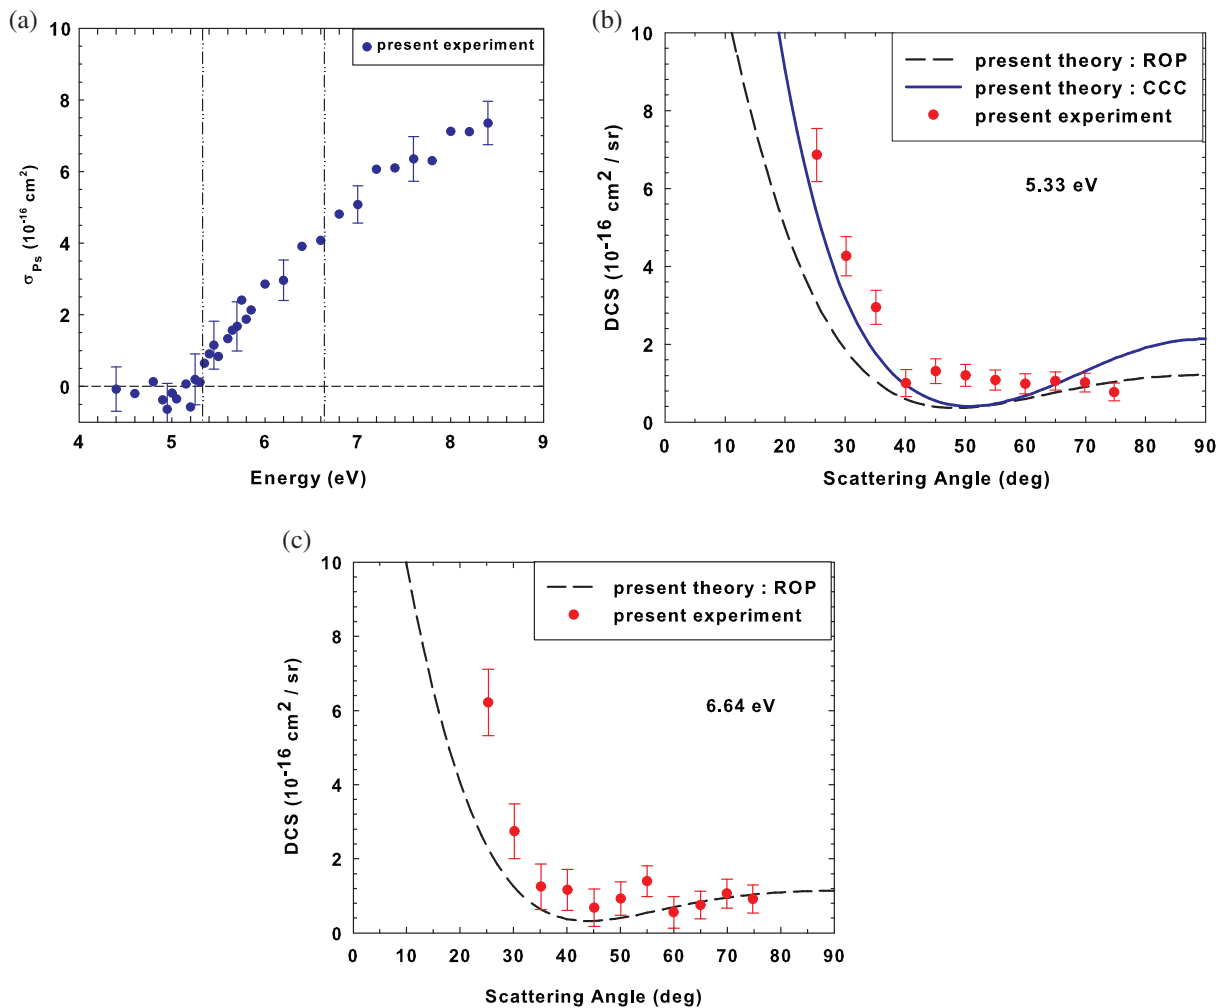 (a)
10
8
6
4
2
0
σPs (10-16 cm2)
present experiment
4 5 6 7 8 9
Energy (eV)
(b)
10
8
6
4
2
0
DCS (10-16 cm2 / sr)
present theory : ROP
present theory : CCC
present experiment
5.33 eV
0 10 20 30 40 50 60 70 80 90
Scattering Angle (deg)
(c)
10
8
6
4
2
0
DCS (10-16 cm2 / sr)
present theory : ROP
present experiment
6.64 eV
0 10 20 30 40 50 60 70 80 90
Scattering Angle (deg)